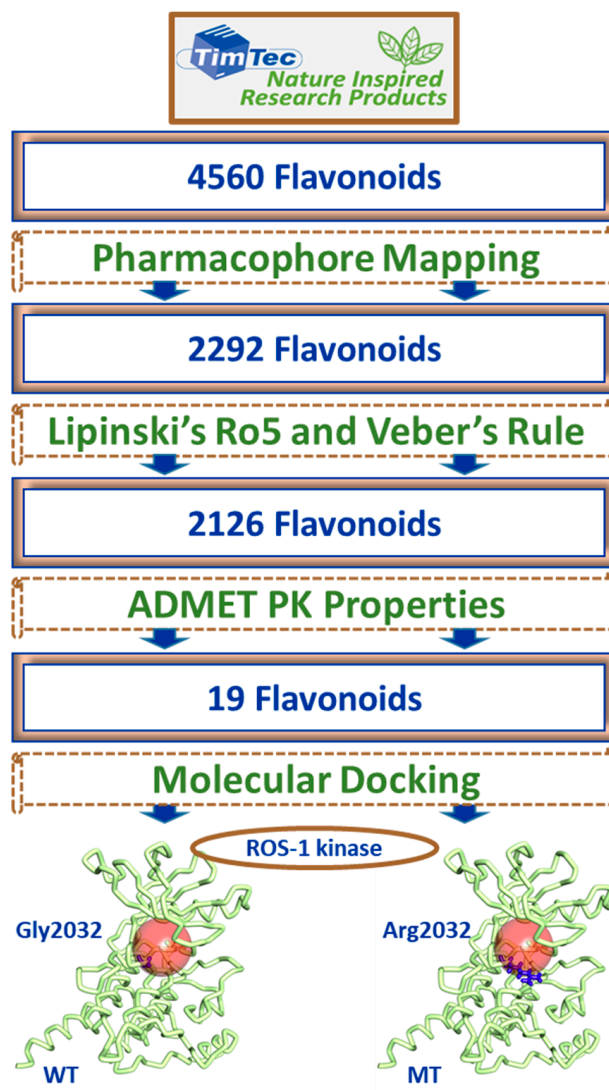 TimTec
Nature Inspired
Research Products
4560 Flavonoids
Pharmacophore Mapping
2292 Flavonoids
Lipinski's Ro5 and Veber's Rule
2126 Flavonoids
ADMET PK Properties
19 Flavonoids
Molecular Docking
ROS-1 kinase
Gly2032
Arg2032
WT
MT